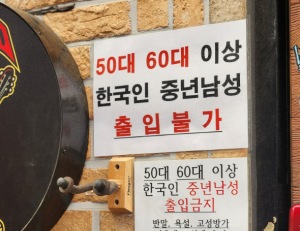 50대 60대 이상
한국인 중년남성
출입불가
50대 60대 이상
한국인 중년남성
출입금지
반말, 욕설, 고성방가